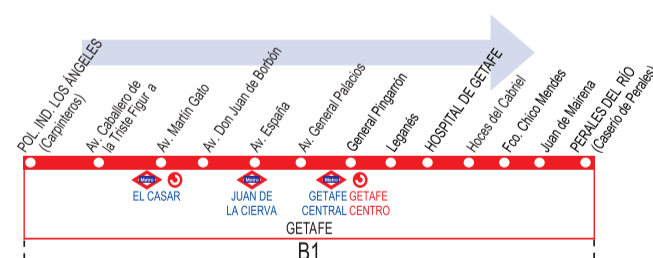 POL. IND. LOS ÁNGELES
(Carpinteros)
Av. Caballero de
la Triste Figur a
Av. Martín Gato
Av. Don Juan de Borbón
Av. España
Av. General Palacios
General Pingarrón
Leganés
HOSPITAL DE GETAFE
Hoces del Cabriel
Fco. Chico Mendes
Juan de Mairena
PERALES DEL RÍO
(Caserío de Perales)
Metro
Metro
Metro
EL CASAR
JUAN DE
LA CIERVA
GETAFE
CENTRAL
GETAFE
CENTRO
GETAFE
B1